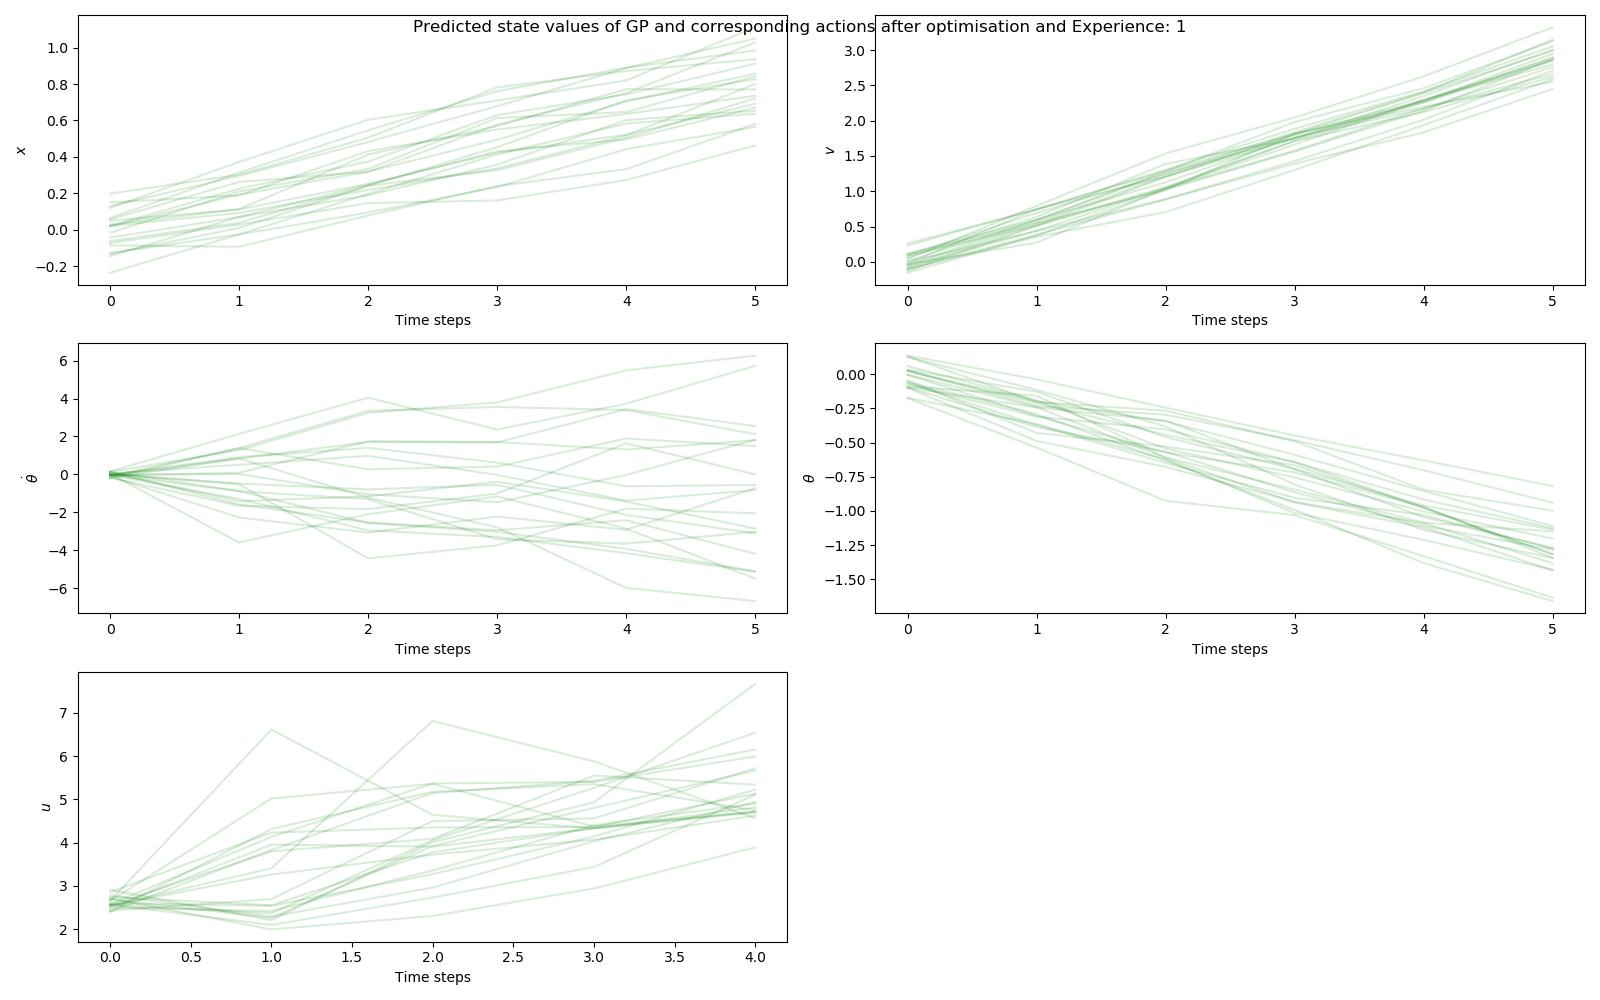 Predicted state values of GP and corresponding actions after optimisation and Experience: 1
1.0
0.8
0.6
0.4
0.2
0.0
−0.2
x
0 1 2 3 4 5
Time steps
3.0
2.5
2.0
1.5
1.0
0.5
0.0
v
0 1 2 3 4 5
Time steps
6
4
2
0
−2
−4
−6
θ̇
0 1 2 3 4 5
Time steps
0.00
−0.25
−0.50
−0.75
−1.00
−1.25
−1.50
θ
0 1 2 3 4 5
Time steps
7
6
5
4
3
2
u
0.0 0.5 1.0 1.5 2.0 2.5 3.0 3.5 4.0
Time steps